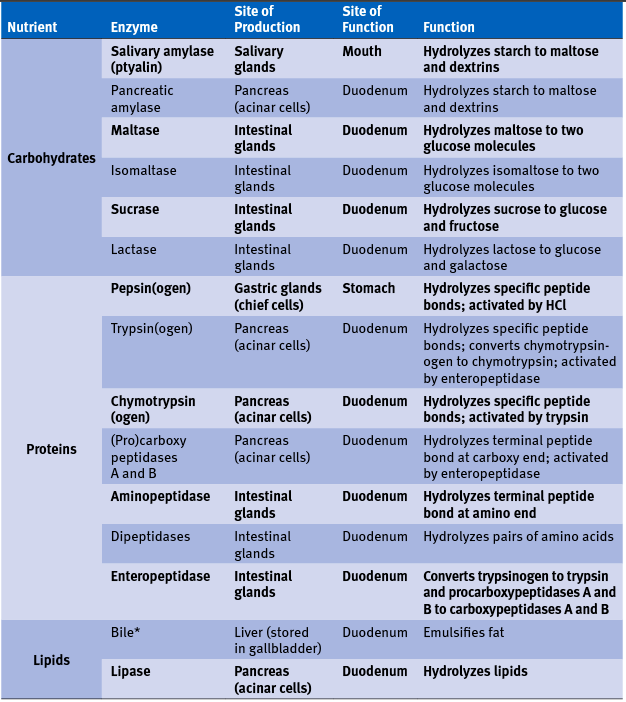 Nutrient Enzyme Site of Production Site of Function Function
Carbohydrates
Salivary amylase (ptyalin) Salivary glands Mouth Hydrolyzes starch to maltose and dextrins
Pancreatic amylase Pancreas (acinar cells) Duodenum Hydrolyzes starch to maltose and dextrins
Maltase Intestinal glands Duodenum Hydrolyzes maltose to two glucose molecules
Isomaltase Intestinal glands Duodenum Hydrolyzes isomaltose to two glucose molecules
Sucrase Intestinal glands Duodenum Hydrolyzes sucrose to glucose and fructose
Lactase Intestinal glands Duodenum Hydrolyzes lactose to glucose and galactose
Proteins
Pepsin(ogen) Gastric glands (chief cells) Stomach Hydrolyzes specific peptide bonds; activated by HCl
Trypsin(ogen) Pancreas (acinar cells) Duodenum Hydrolyzes specific peptide bonds; converts chymotrypsin-ogen to chymotrypsin; activated by enteropeptidase
Chymotrypsin (ogen) Pancreas (acinar cells) Duodenum Hydrolyzes specific peptide bonds; activated by trypsin
(Pro)carboxy peptidases A and B Pancreas (acinar cells) Duodenum Hydrolyzes terminal peptide bond at carboxy end; activated by enteropeptidase
Aminopeptidase Intestinal glands Duodenum Hydrolyzes terminal peptide bond at amino end
Dipeptidases Intestinal glands Duodenum Hydrolyzes pairs of amino acids
Enteropeptidase Intestinal glands Duodenum Converts trypsinogen to trypsin and procarboxypeptidases A and B to carboxypeptidases A and B
Lipids
Bile* Liver (stored in gallbladder) Duodenum Emulsifies fat
Lipase Pancreas (acinar cells) Duodenum Hydrolyzes lipids